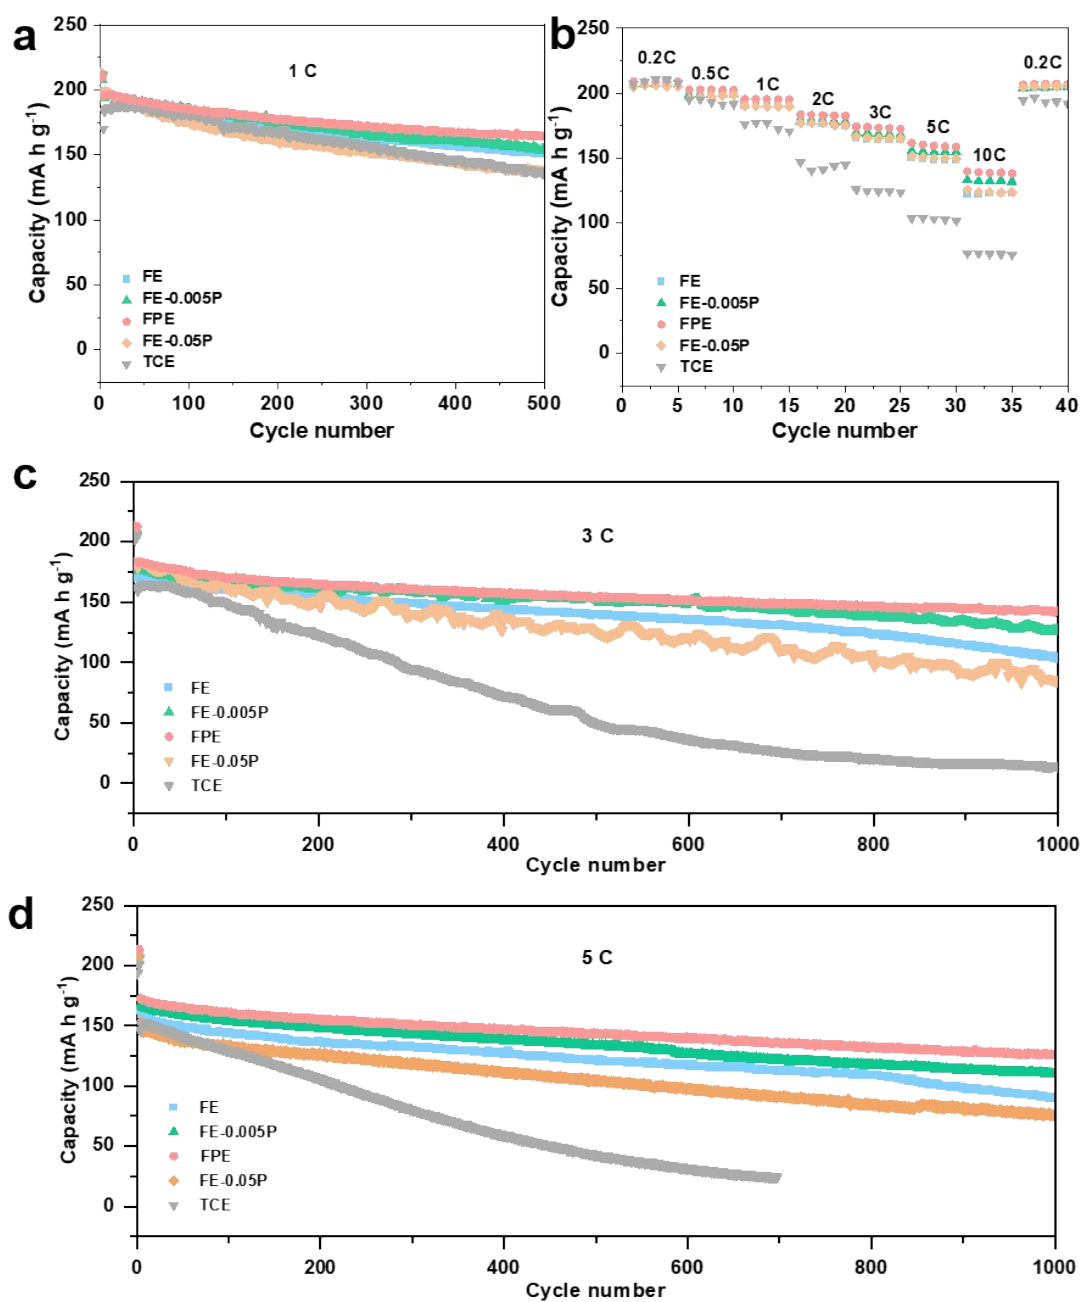 a
1 C
Capacity (mA h g⁻¹)
250
200
150
100
50
0
FE
FE-0.005P
FPE
FE-0.05P
TCE
0 100 200 300 400 500
Cycle number
b
0.2C 0.5C 1C 2C 3C 5C 10C 0.2C
Capacity (mA h g⁻¹)
250
200
150
100
50
0
FE
FE-0.005P
FPE
FE-0.05P
TCE
0 5 10 15 20 25 30 35 40
Cycle number
c
3 C
Capacity (mA h g⁻¹)
250
200
150
100
50
0
FE
FE-0.005P
FPE
FE-0.05P
TCE
0 200 400 600 800 1000
Cycle number
d
5 C
Capacity (mA h g⁻¹)
250
200
150
100
50
0
FE
FE-0.005P
FPE
FE-0.05P
TCE
0 200 400 600 800 1000
Cycle number